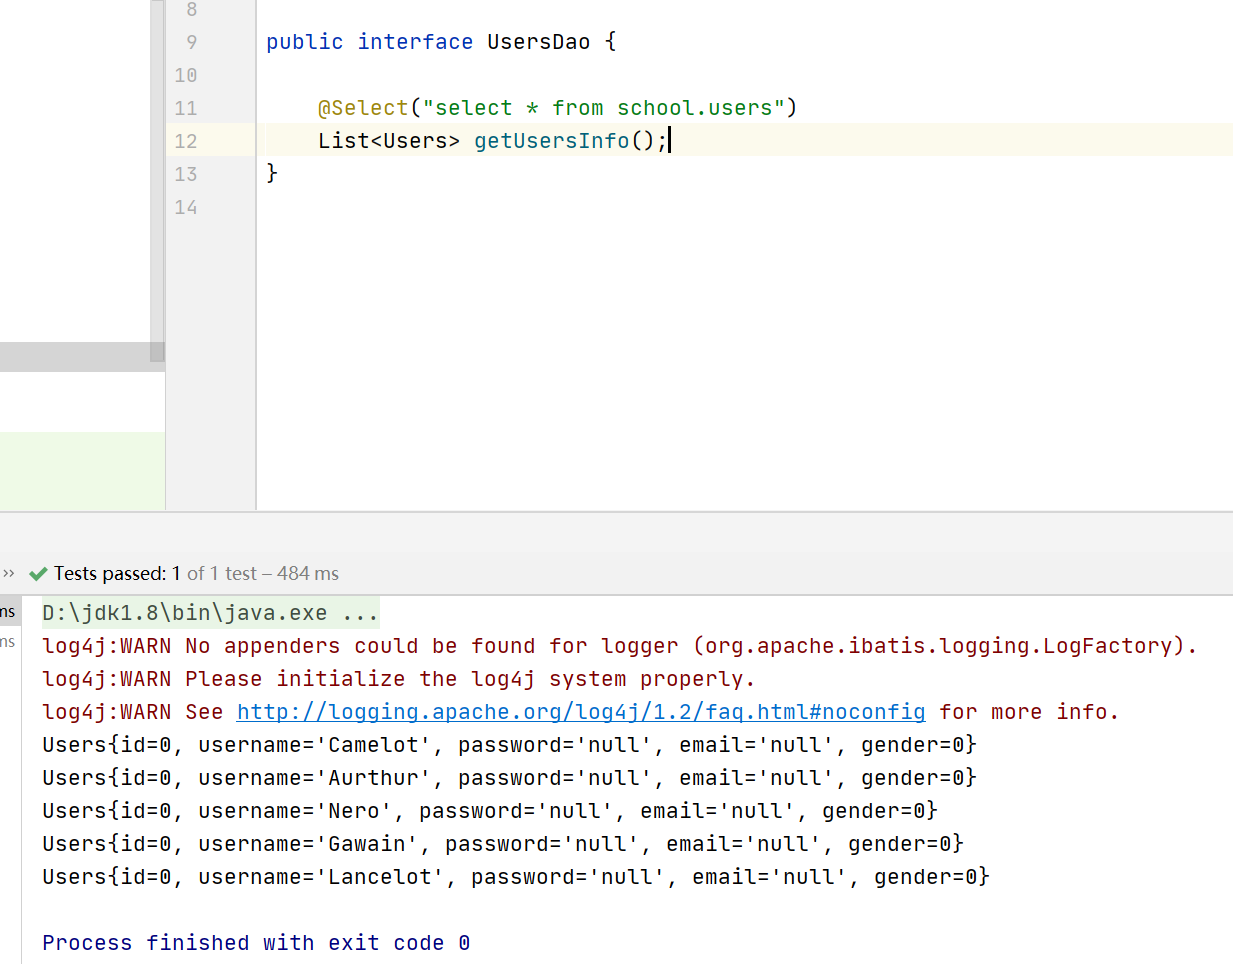 8
9 public interface UsersDao {
10
11 @Select("select * from school.users")
12 List<Users> getUsersInfo();
13 }
14
›› Tests passed: 1 of 1 test – 484 ms
ms D:\jdk1.8\bin\java.exe ...
ms log4j:WARN No appenders could be found for logger (org.apache.ibatis.logging.LogFactory).
log4j:WARN Please initialize the log4j system properly.
log4j:WARN See http://logging.apache.org/log4j/1.2/faq.html#noconfig for more info.
Users{id=0, username='Camelot', password='null', email='null', gender=0}
Users{id=0, username='Aurthur', password='null', email='null', gender=0}
Users{id=0, username='Nero', password='null', email='null', gender=0}
Users{id=0, username='Gawain', password='null', email='null', gender=0}
Users{id=0, username='Lancelot', password='null', email='null', gender=0}
Process finished with exit code 0